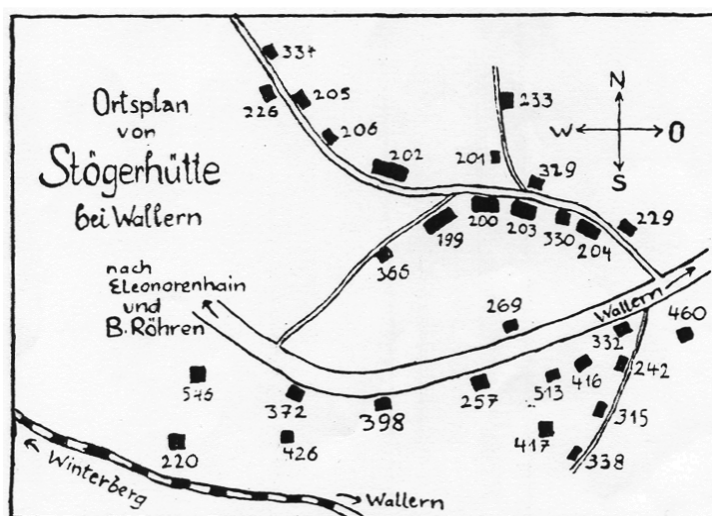 Ortsplan
von
Stögerhütte
bei Wallern
nach
Eleonorenhain
und
B. Röhren
N
W O
S
337
226
205
206
202
233
201
329
199
200
203
330
204
229
366
269
Wallern
460
332
546
372
398
257
513
416
242
315
220
426
417
338
Winterberg
Wallern